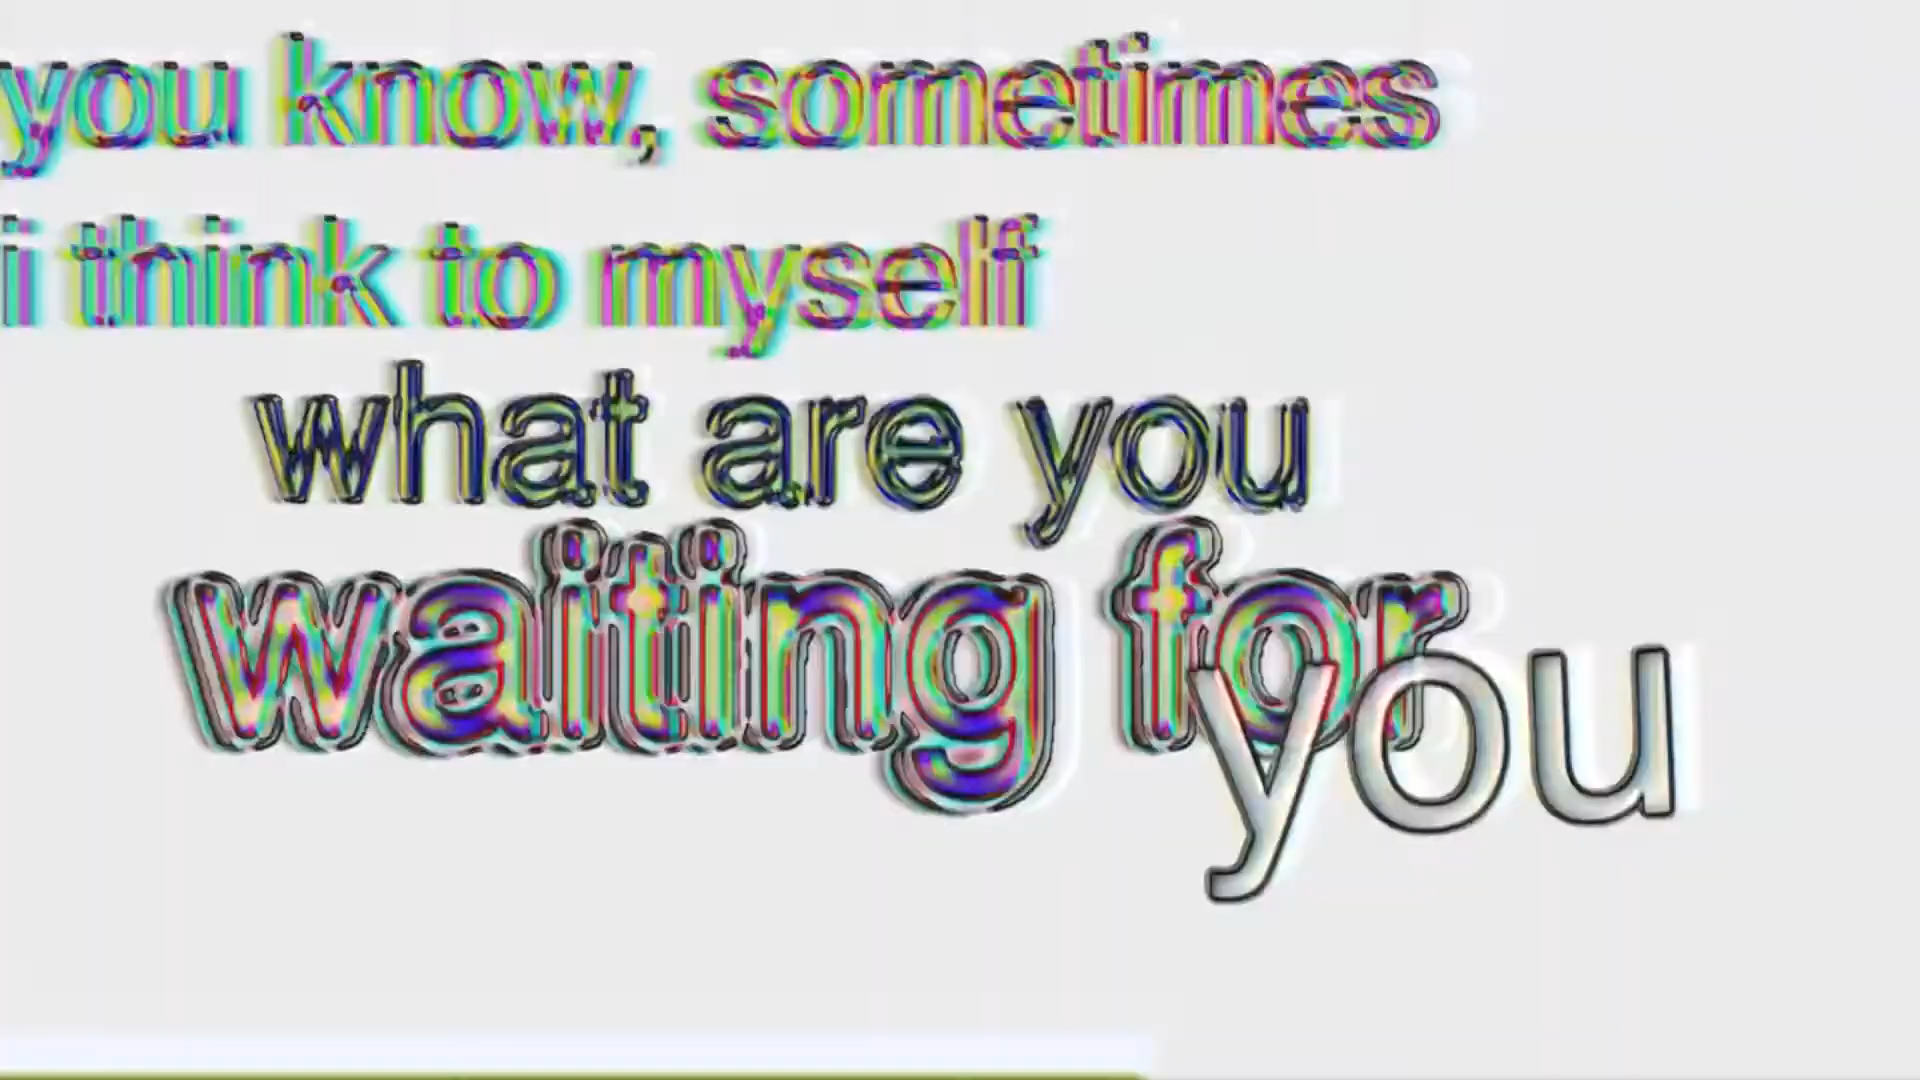 you know, sometimes
i think to myself
what are you
waiting for
you